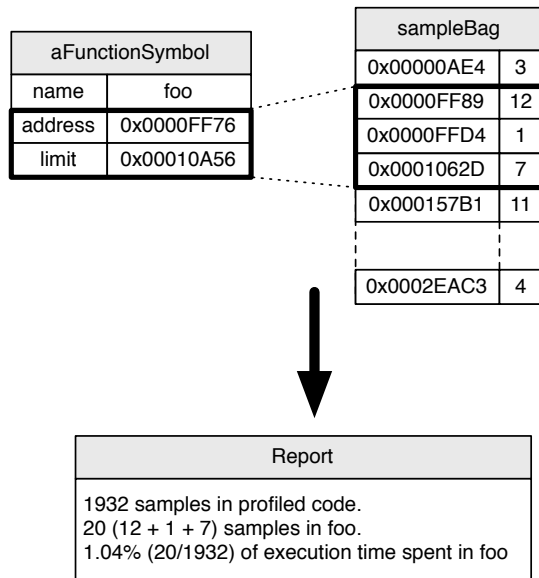 aFunctionSymbol
name foo
address 0x0000FF76
limit 0x00010A56
sampleBag
0x00000AE4 3
0x0000FF89 12
0x0000FFD4 1
0x0001062D 7
0x000157B1 11
0x0002EAC3 4
Report
1932 samples in profiled code.
20 (12 + 1 + 7) samples in foo.
1.04% (20/1932) of execution time spent in foo